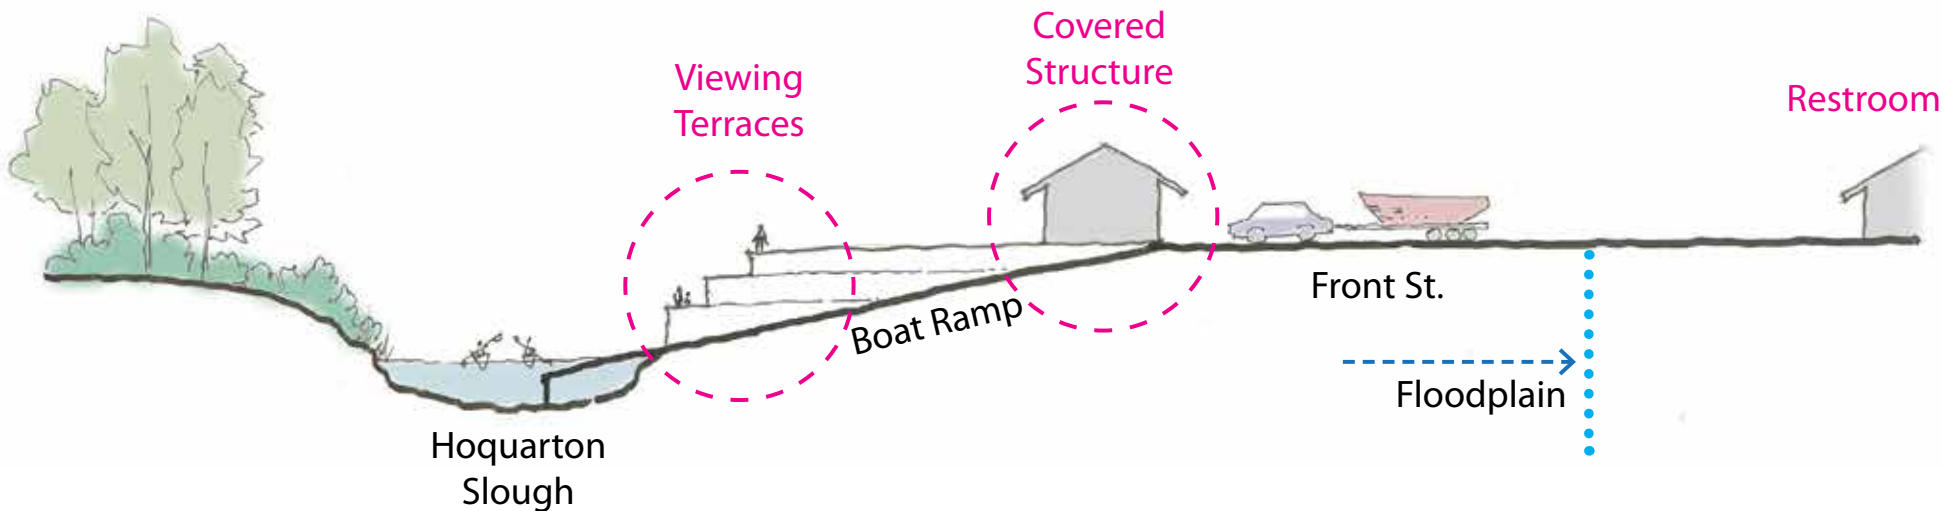 Covered
Structure
Viewing
Terraces
Restroom
Boat Ramp
Front St.
Floodplain
Hoquarton
Slough